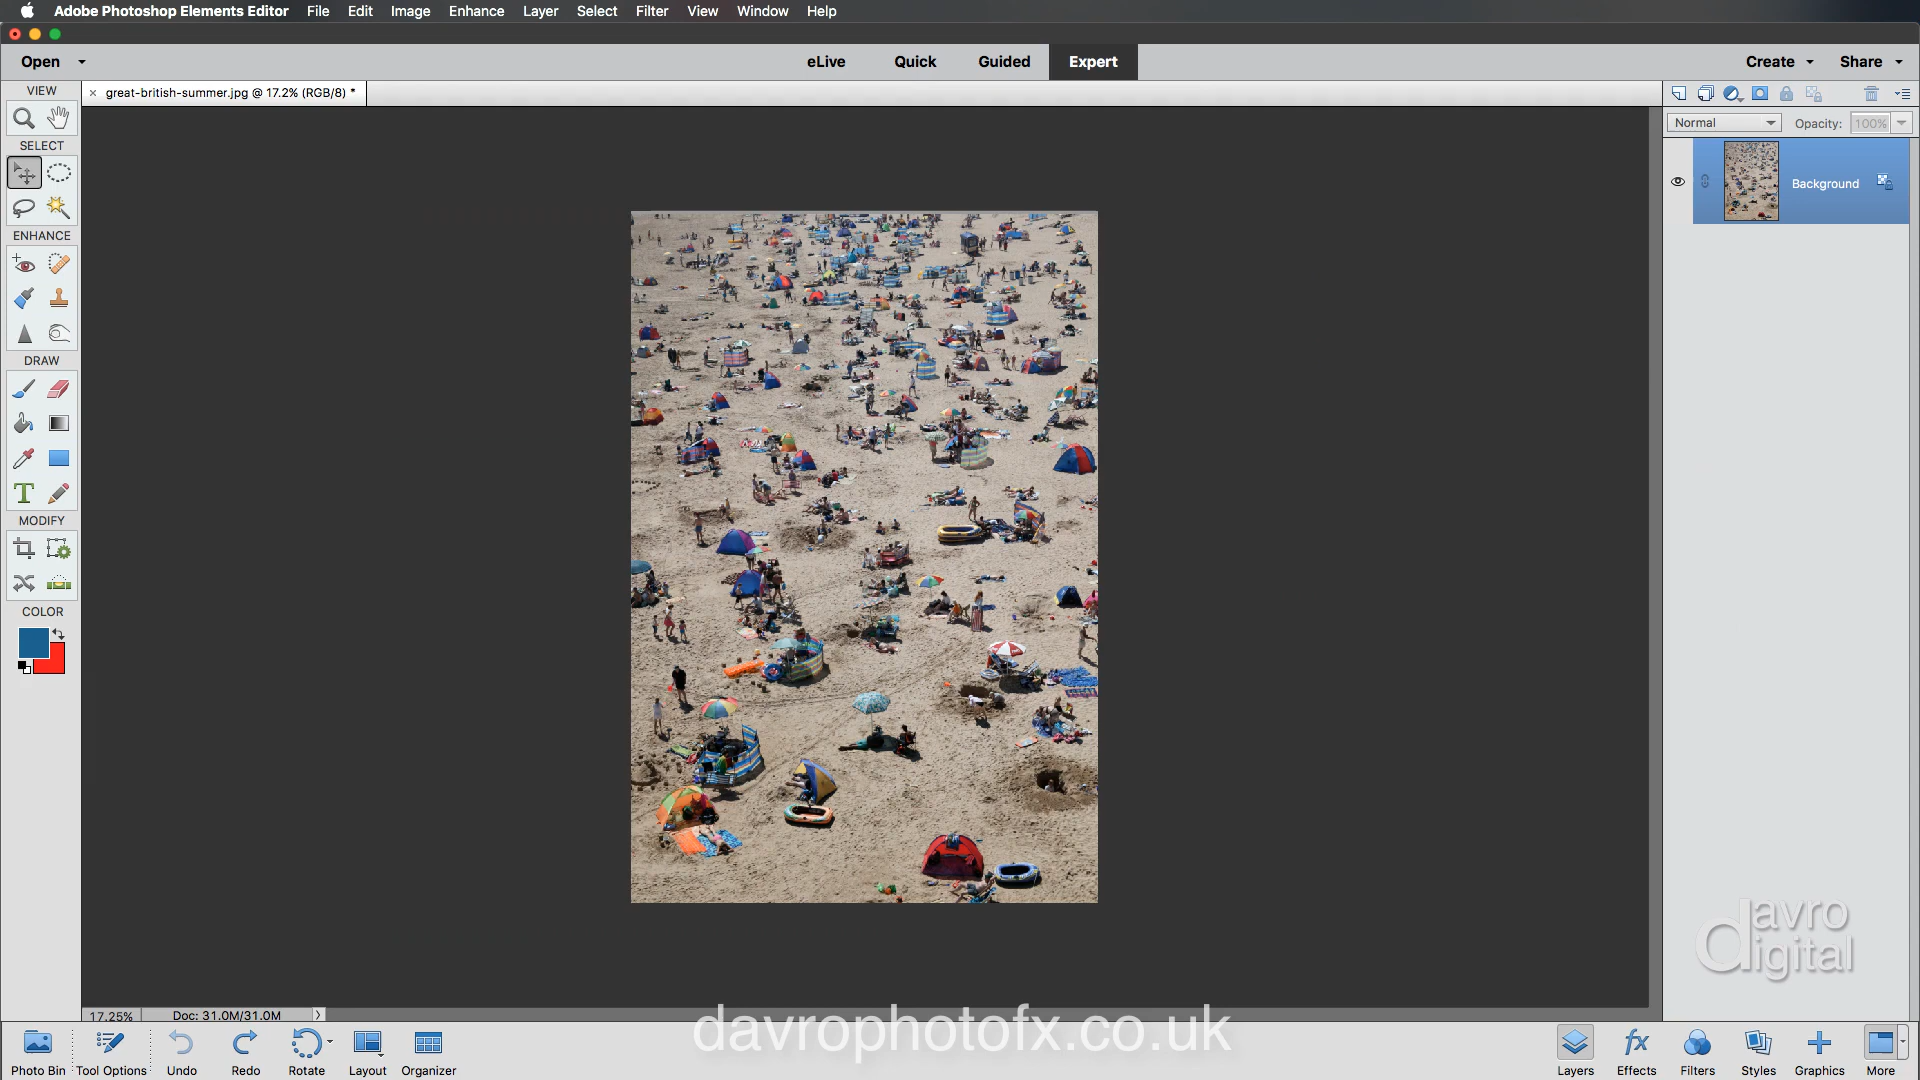 Adobe Photoshop Elements Editor File Edit Image Enhance Layer Select Filter View Window Help
Open eLive Quick Guided Expert Create Share
VIEW
× great-british-summer.jpg @ 17.2% (RGB/8) *
Normal Opacity: 100%
SELECT
Background
ENHANCE
DRAW
T
MODIFY
COLOR
davro
digital
17.25% Doc: 31.0M/31.0M
davrophotofx.co.uk
fx
Photo Bin Tool Options Undo Redo Rotate Layout Organizer Layers Effects Filters Styles Graphics More